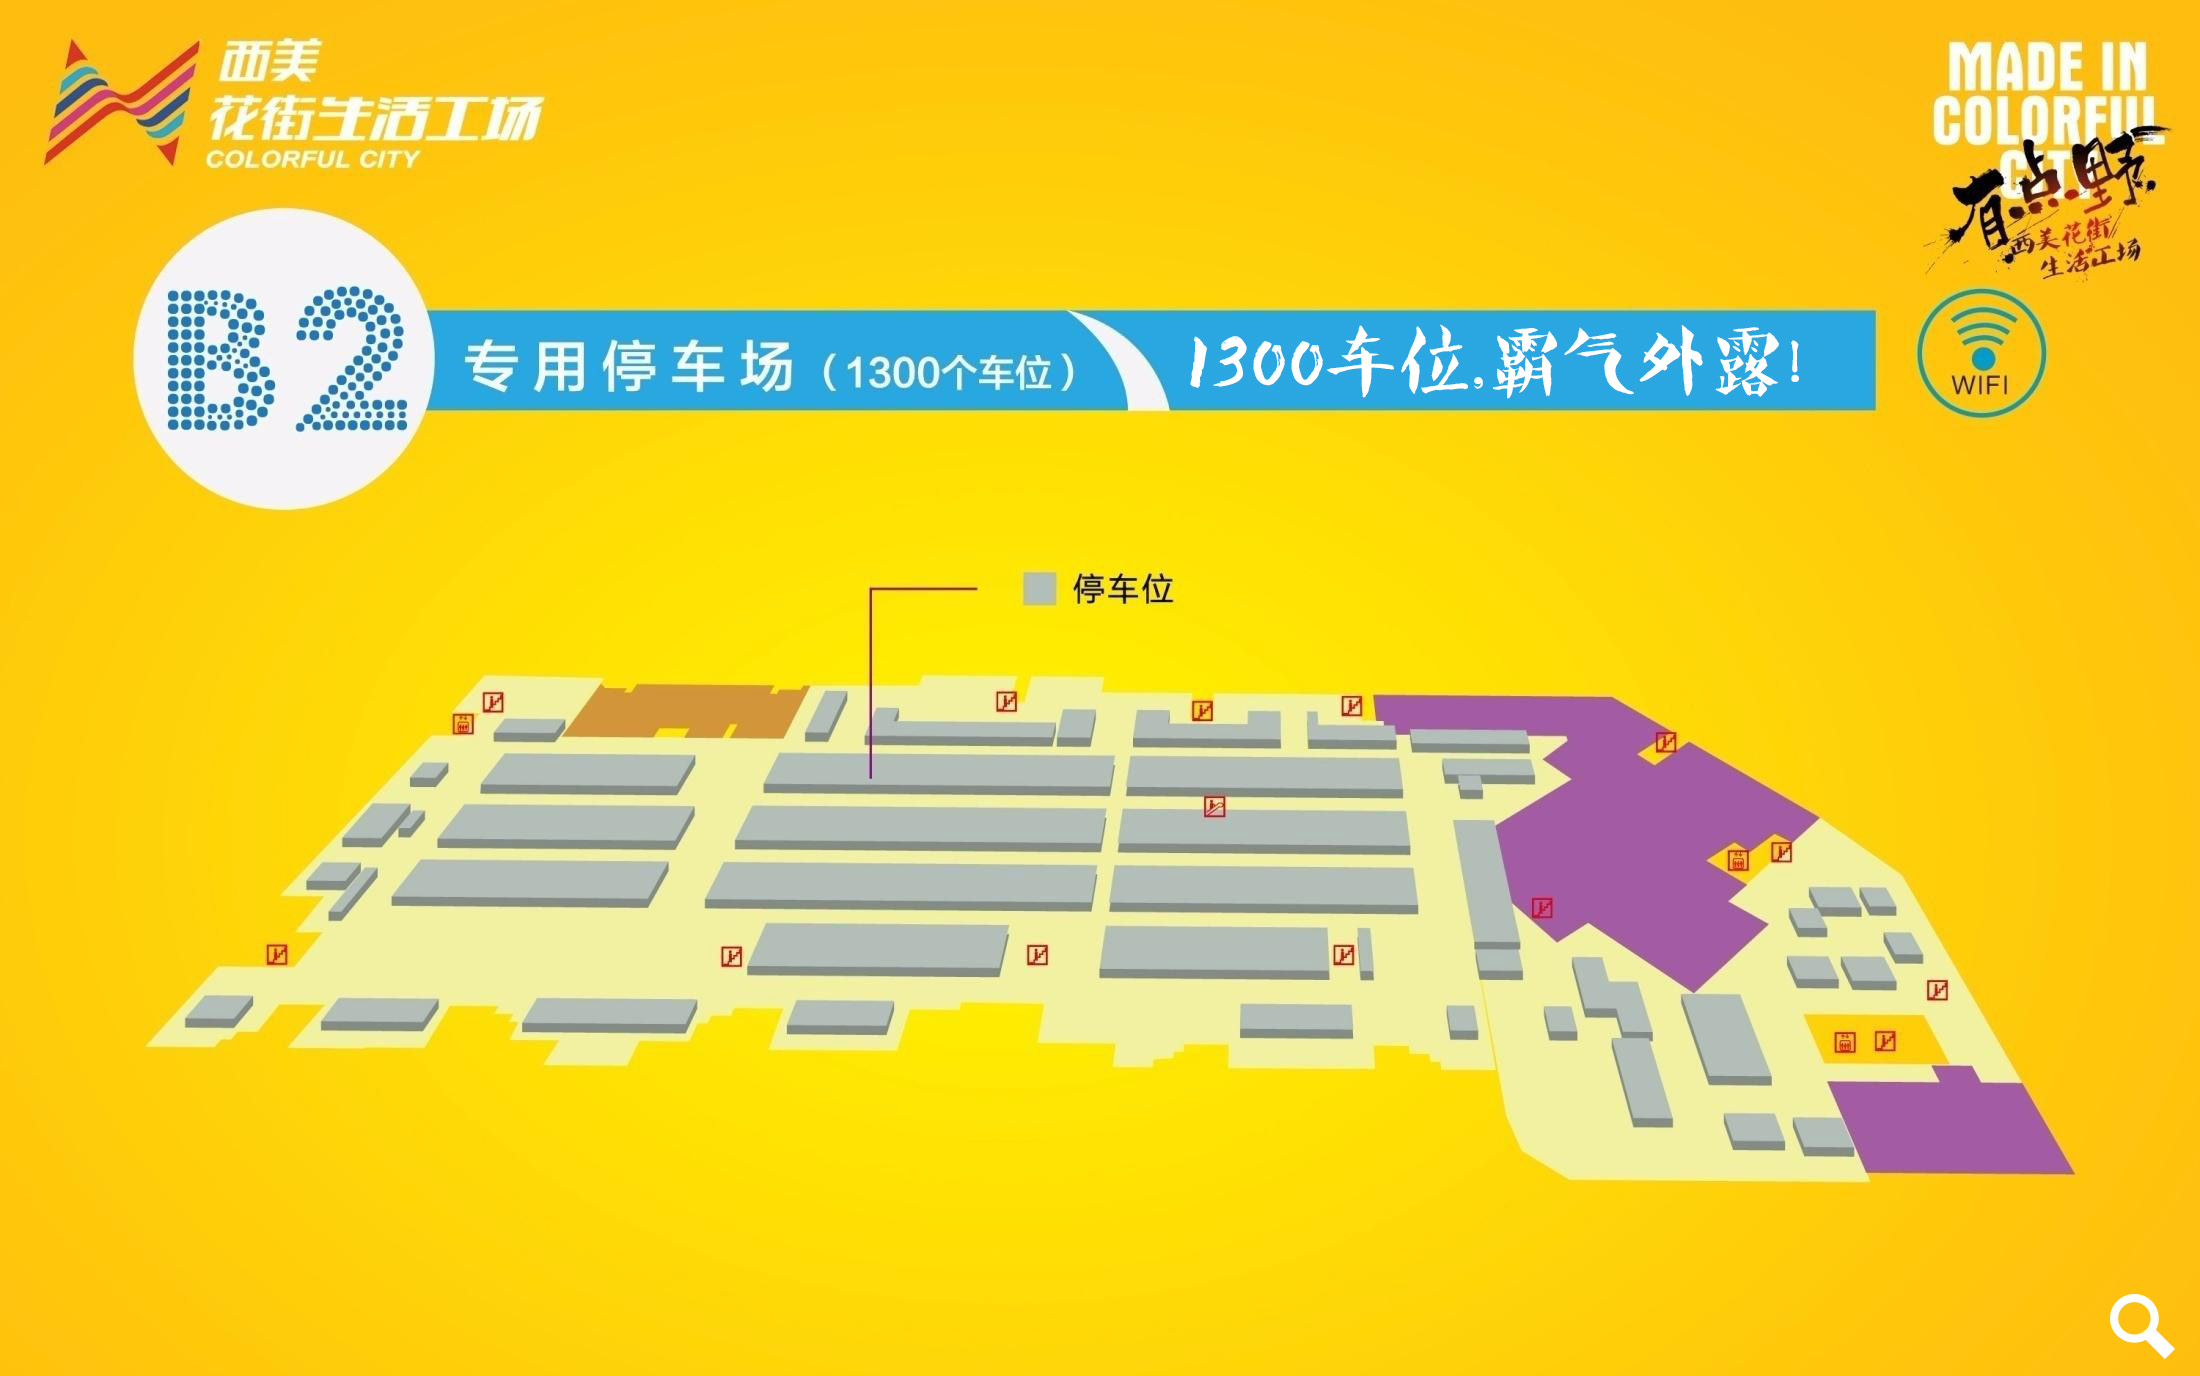 西美
花街生活工场
COLORFUL CITY
MADE IN
COLORFUL
CITY
有点野
西美花街
生活工场
B2
专用停车场（1300个车位）
1300车位,霸气外露!
WIFI
停车位